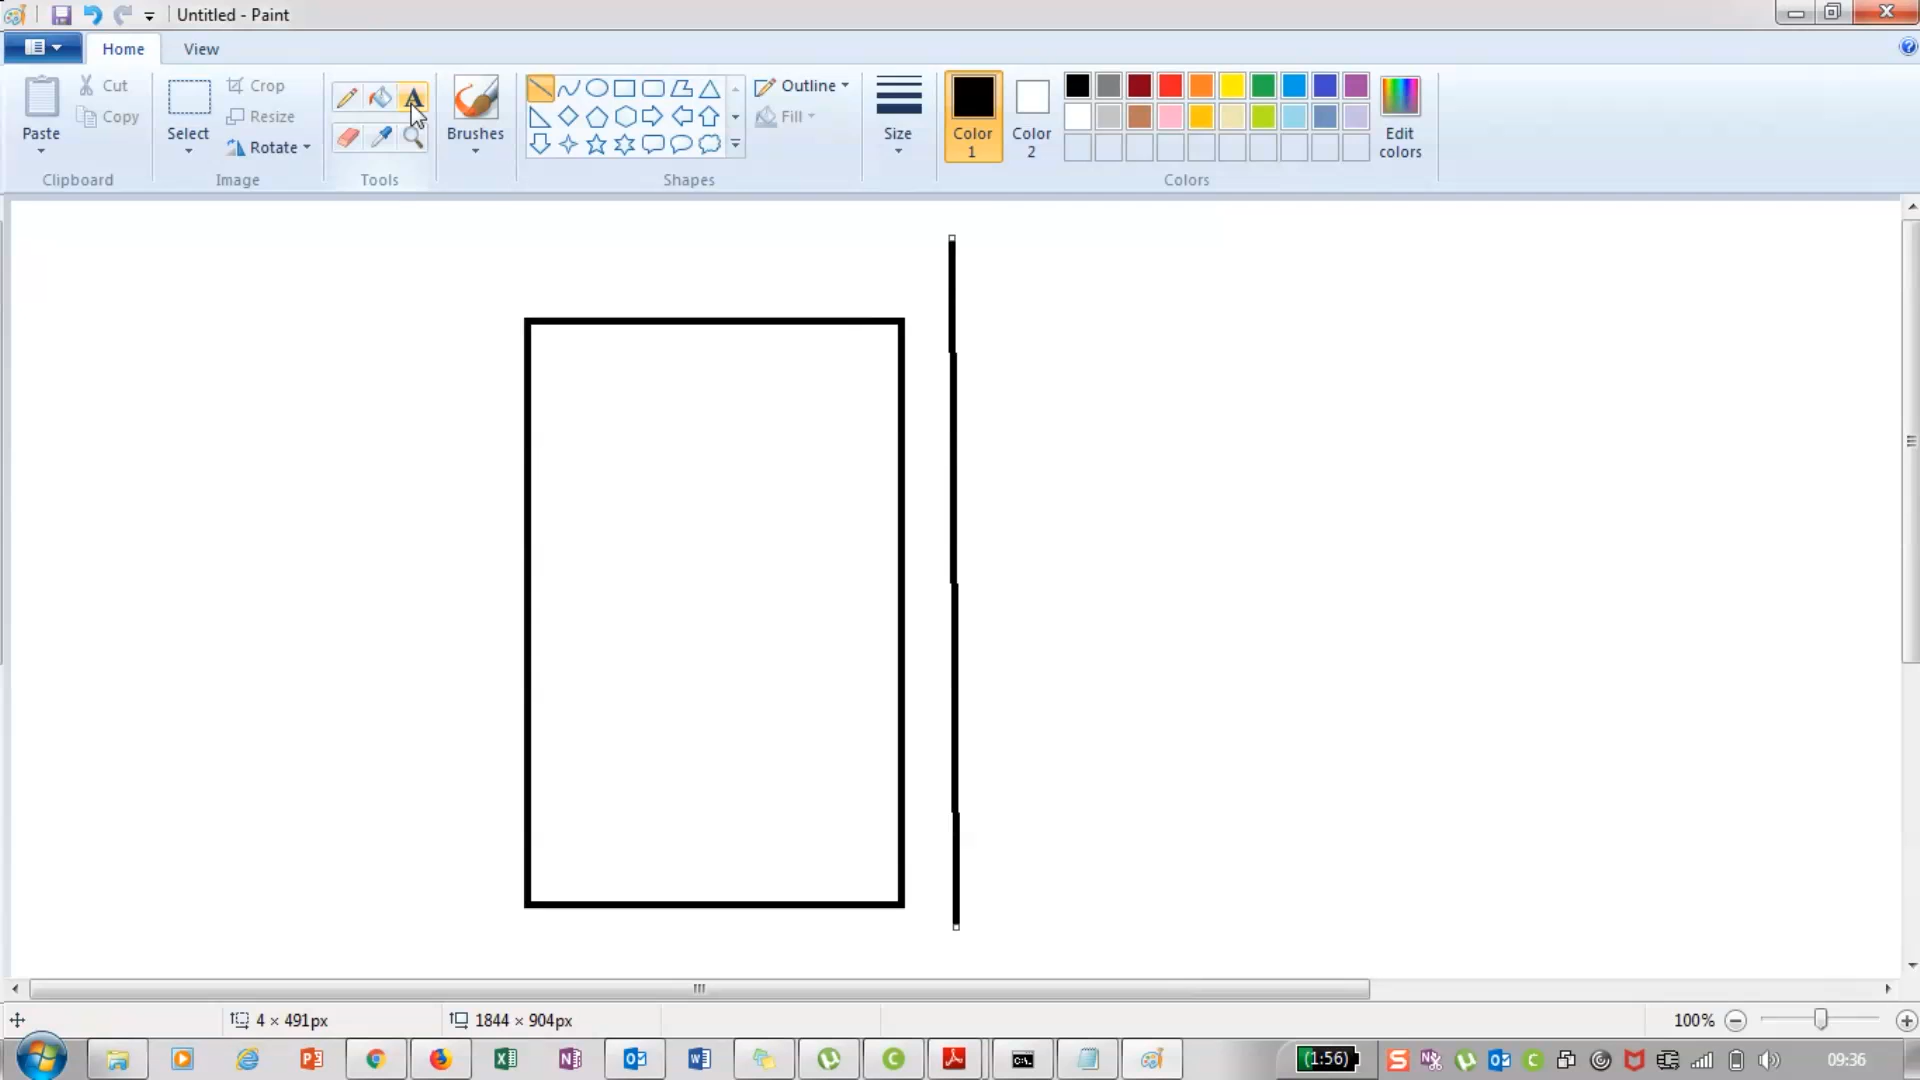 Untitled - Paint
Home View
Paste Cut Copy
Clipboard
Select Crop Resize Rotate
Image
A
Tools
Brushes
Outline Fill
Shapes
Size
Color 1
Color 2
Edit colors
Colors
4 × 491px
1844 × 904px
100%
(1:56)
09:36